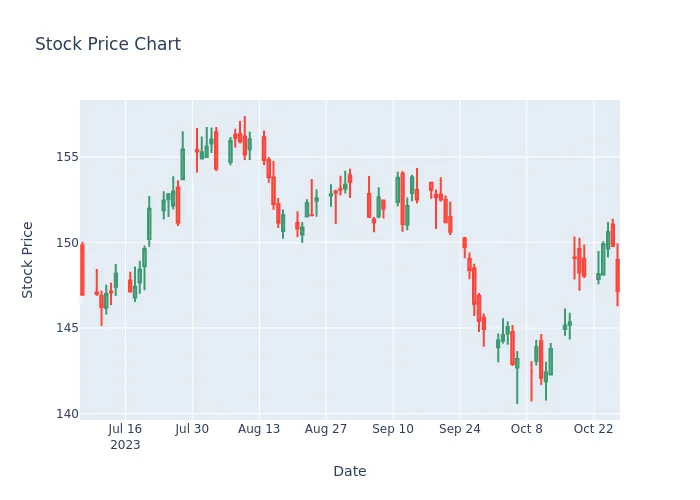 Stock Price Chart
Stock Price
155
150
145
140
Jul 16
2023
Jul 30
Aug 13
Aug 27
Sep 10
Sep 24
Oct 8
Oct 22
Date